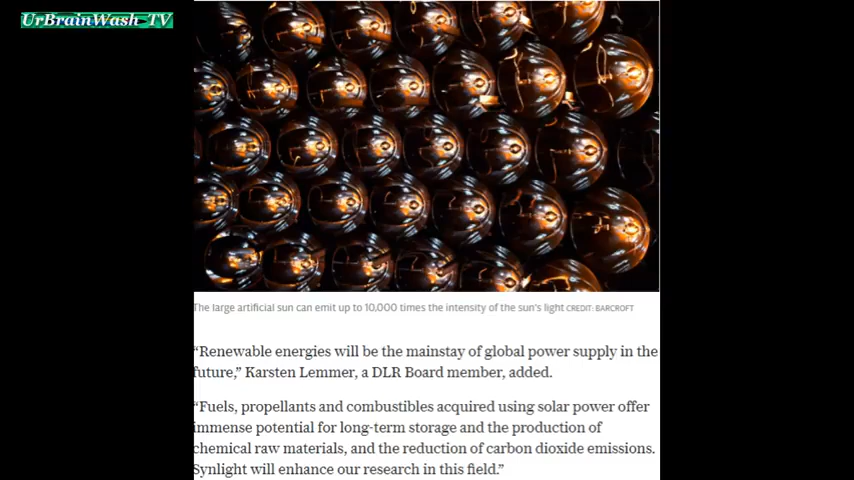 UrBrainWash TV
The large artificial sun can emit up to 10,000 times the intensity of the sun's light CREDIT: BARCROFT
“Renewable energies will be the mainstay of global power supply in the
future,” Karsten Lemmer, a DLR Board member, added.
“Fuels, propellants and combustibles acquired using solar power offer
immense potential for long-term storage and the production of
chemical raw materials, and the reduction of carbon dioxide emissions.
Synlight will enhance our research in this field.”